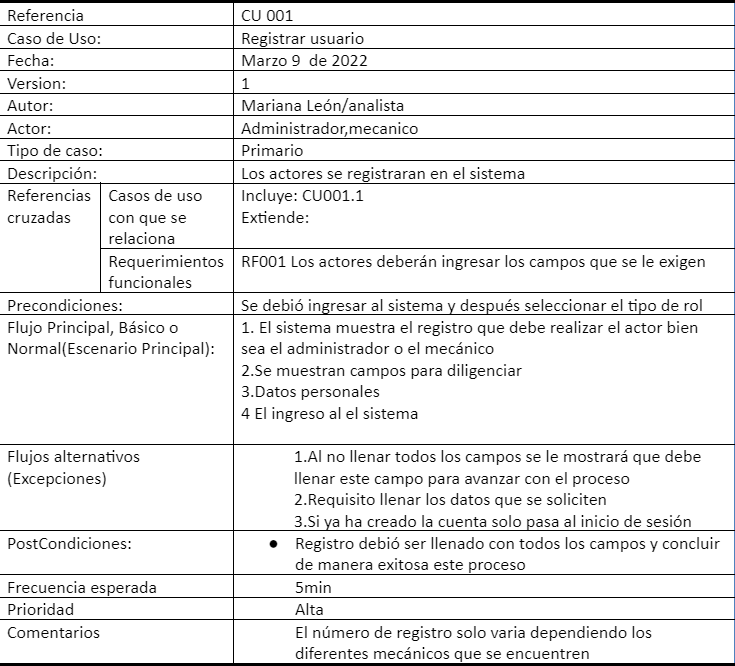 Referencia CU 001
Caso de Uso: Registrar usuario
Fecha: Marzo 9 de 2022
Version: 1
Autor: Mariana León/analista
Actor: Administrador,mecanico
Tipo de caso: Primario
Descripción: Los actores se registraran en el sistema
Referencias cruzadas
Casos de uso con que se relaciona
Incluye: CU001.1
Extiende:
Requerimientos funcionales
RF001 Los actores deberán ingresar los campos que se le exigen
Precondiciones: Se debió ingresar al sistema y después seleccionar el tipo de rol
Flujo Principal, Básico o
Normal(Escenario Principal):
1. El sistema muestra el registro que debe realizar el actor bien
sea el administrador o el mecánico
2.Se muestran campos para diligenciar
3.Datos personales
4 El ingreso al el sistema
Flujos alternativos
(Excepciones)
1.Al no llenar todos los campos se le mostrará que debe
llenar este campo para avanzar con el proceso
2.Requisito llenar los datos que se soliciten
3.Si ya ha creado la cuenta solo pasa al inicio de sesión
PostCondiciones:
● Registro debió ser llenado con todos los campos y concluir
de manera exitosa este proceso
Frecuencia esperada 5min
Prioridad Alta
Comentarios El número de registro solo varia dependiendo los
diferentes mecánicos que se encuentren